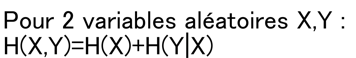 Pour 2 variables aléatoires X,Y :
H(X,Y)=H(X)+H(Y|X)